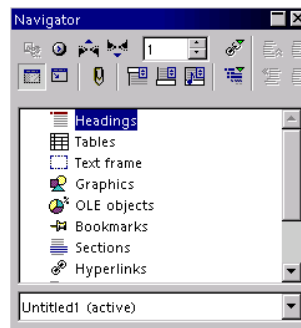 Navigator
1
Headings
Tables
Text frame
Graphics
OLE objects
Bookmarks
Sections
Hyperlinks
Untitled1 (active)